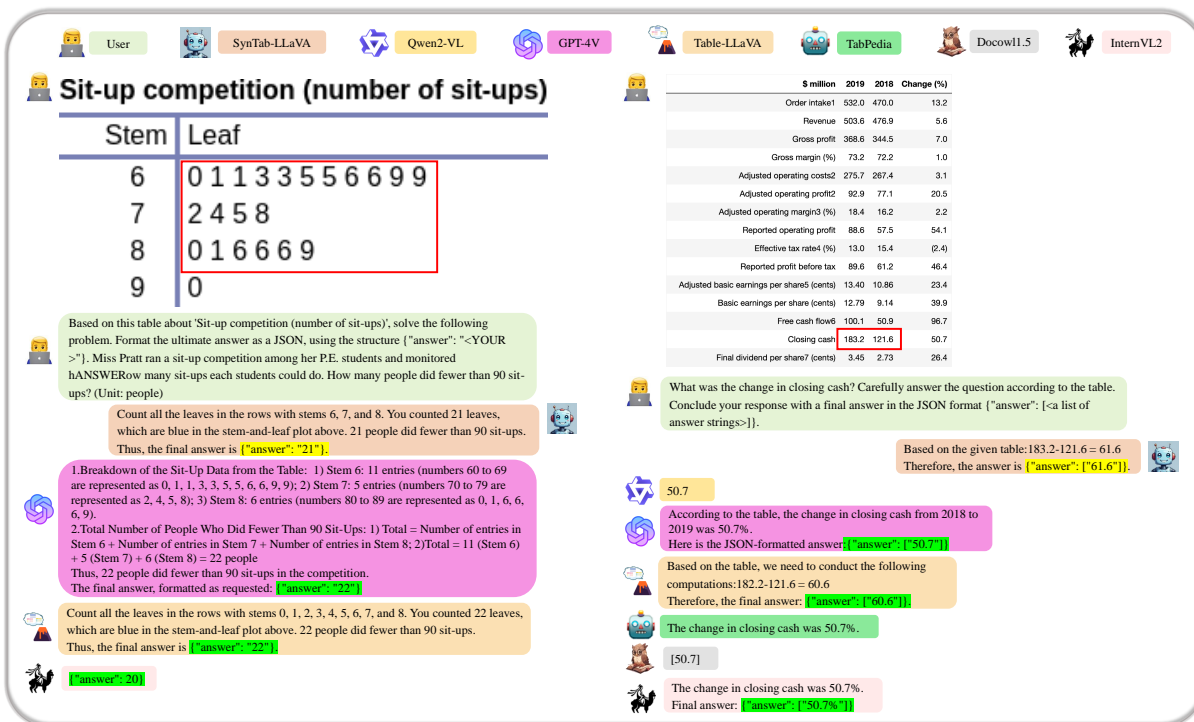 User
SynTab-LLaVA
Qwen2-VL
GPT-4V
Table-LLaVA
TabPedia
Docowl1.5
InternVL2
Sit-up competition (number of sit-ups)
Stem Leaf
6 0 1 1 3 3 5 5 6 6 9 9
7 2 4 5 8
8 0 1 6 6 6 9
9 0
Based on this table about 'Sit-up competition (number of sit-ups)', solve the following
problem. Format the ultimate answer as a JSON, using the structure {"answer": "<YOUR
>"}. Miss Pratt ran a sit-up competition among her P.E. students and monitored
hANSWERow many sit-ups each students could do. How many people did fewer than 90 sit-
ups? (Unit: people)
Count all the leaves in the rows with stems 6, 7, and 8. You counted 21 leaves,
which are blue in the stem-and-leaf plot above. 21 people did fewer than 90 sit-ups.
Thus, the final answer is {"answer": "21"}.
1.Breakdown of the Sit-Up Data from the Table: 1) Stem 6: 11 entries (numbers 60 to 69
are represented as 0, 1, 1, 3, 3, 5, 5, 6, 6, 9, 9); 2) Stem 7: 5 entries (numbers 70 to 79 are
represented as 2, 4, 5, 8); 3) Stem 8: 6 entries (numbers 80 to 89 are represented as 0, 1, 6, 6,
6, 9).
2.Total Number of People Who Did Fewer Than 90 Sit-Ups: 1) Total = Number of entries in
Stem 6 + Number of entries in Stem 7 + Number of entries in Stem 8; 2)Total = 11 (Stem 6)
+ 5 (Stem 7) + 6 (Stem 8) = 22 people
Thus, 22 people did fewer than 90 sit-ups in the competition.
The final answer, formatted as requested: {"answer": "22"}
Count all the leaves in the rows with stems 0, 1, 2, 3, 4, 5, 6, 7, and 8. You counted 22 leaves,
which are blue in the stem-and-leaf plot above. 22 people did fewer than 90 sit-ups.
Thus, the final answer is {"answer": "22"}.
{"answer": 20}
$ million 2019 2018 Change (%)
Order intake1 532.0 470.0 13.2
Revenue 503.6 476.9 5.6
Gross profit 368.6 344.5 7.0
Gross margin (%) 73.2 72.2 1.0
Adjusted operating costs2 275.7 267.4 3.1
Adjusted operating profit2 92.9 77.1 20.5
Adjusted operating margin3 (%) 18.4 16.2 2.2
Reported operating profit 88.6 57.5 54.1
Effective tax rate4 (%) 13.0 15.4 (2.4)
Reported profit before tax 89.6 61.2 46.4
Adjusted basic earnings per share5 (cents) 13.40 10.86 23.4
Basic earnings per share (cents) 12.79 9.14 39.9
Free cash flow6 100.1 50.9 96.7
Closing cash 183.2 121.6 50.7
Final dividend per share7 (cents) 3.45 2.73 26.4
What was the change in closing cash? Carefully answer the question according to the table.
Conclude your response with a final answer in the JSON format {"answer": [<a list of
answer strings>]}.
Based on the given table:183.2-121.6 = 61.6
Therefore, the answer is {"answer": ["61.6"]}.
50.7
According to the table, the change in closing cash from 2018 to
2019 was 50.7%.
Here is the JSON-formatted answer:{"answer": ["50.7"]}
Based on the table, we need to conduct the following
computations:182.2-121.6 = 60.6
Therefore, the final answer: {"answer": ["60.6"]}.
The change in closing cash was 50.7%.
[50.7]
The change in closing cash was 50.7%.
Final answer: {"answer": ["50.7%"]}